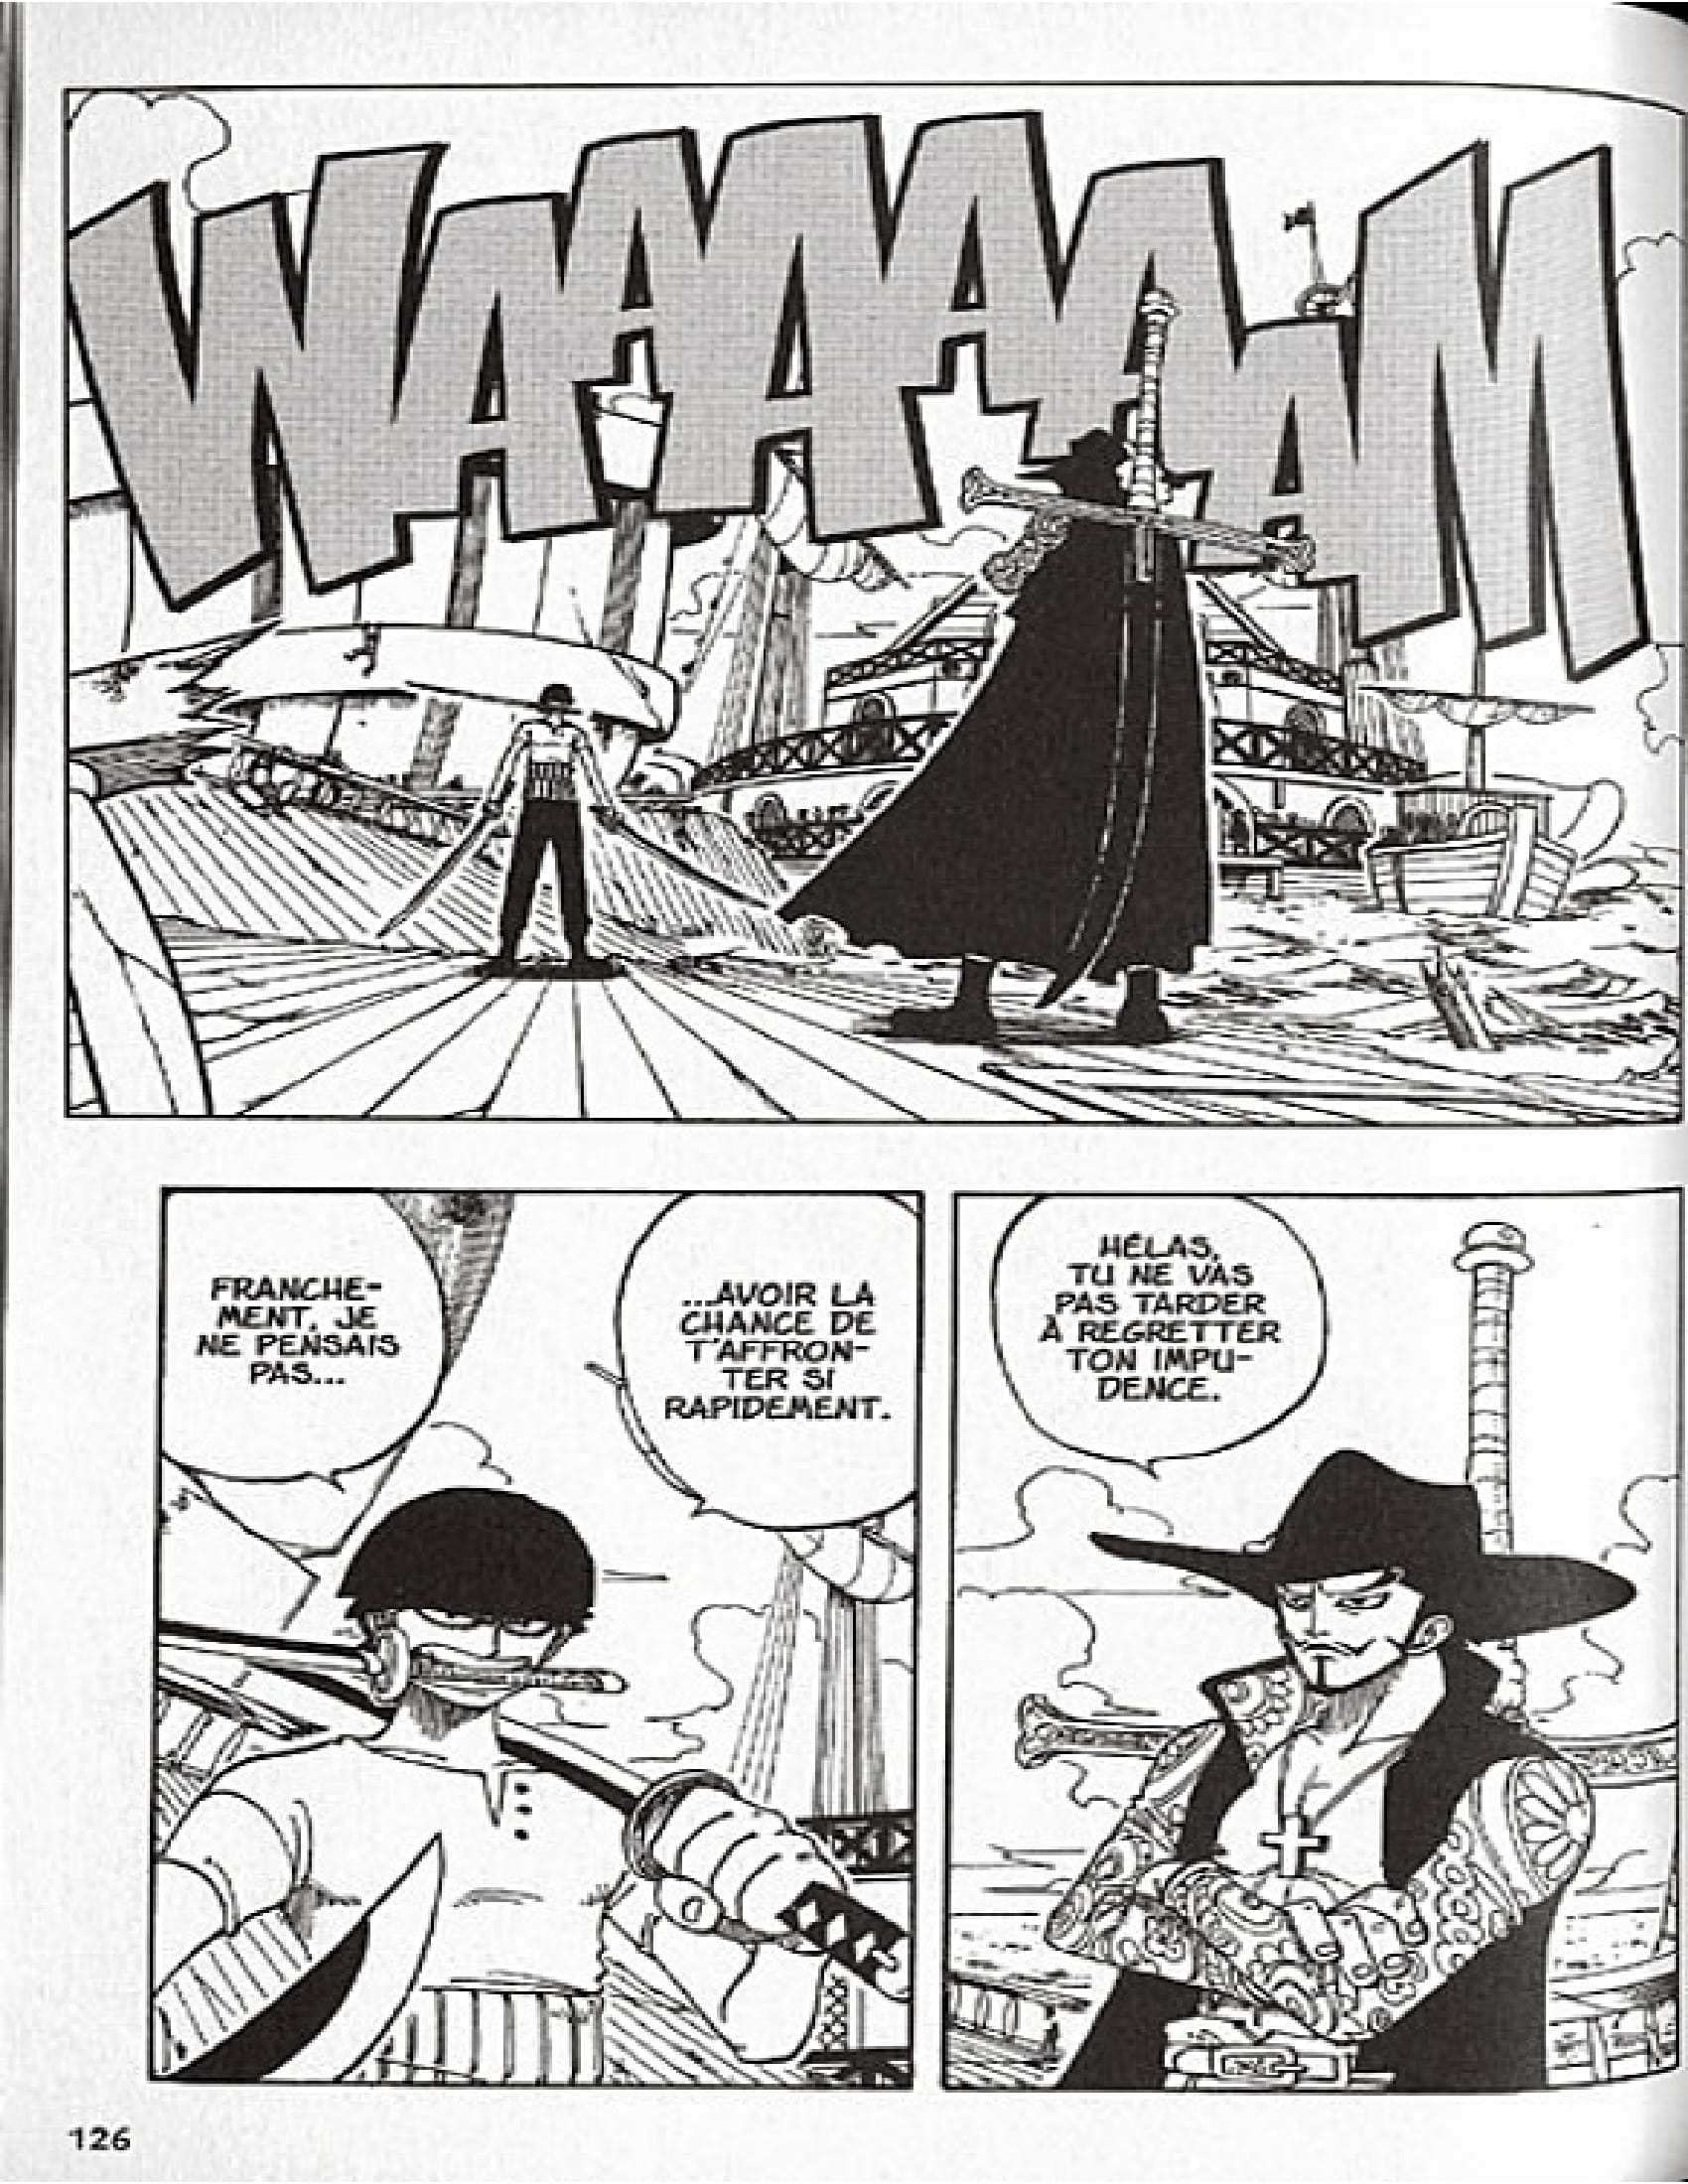 WAAAAAAM
FRANCHE-
MENT, JE
NE PENSAIS
PAS...
...AVOIR LA
CHANCE DE
T'AFFRON-
TER SI
RAPIDEMENT.
HÉLAS,
TU NE VAS
PAS TARDER
À REGRETTER
TON IMPU-
DENCE.
126